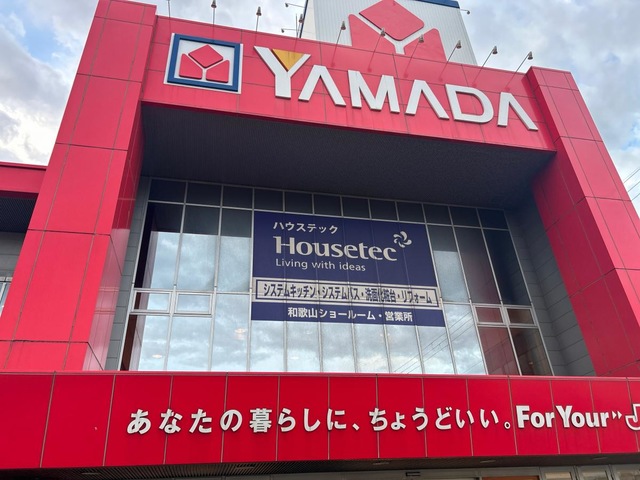 YAMADA
ハウステック
Housetec
Living with ideas
システムキッチン・システムバス・洗面化粧台・リフォーム
和歌山ショールーム・営業所
あなたの暮らしに、ちょうどいい。For Your